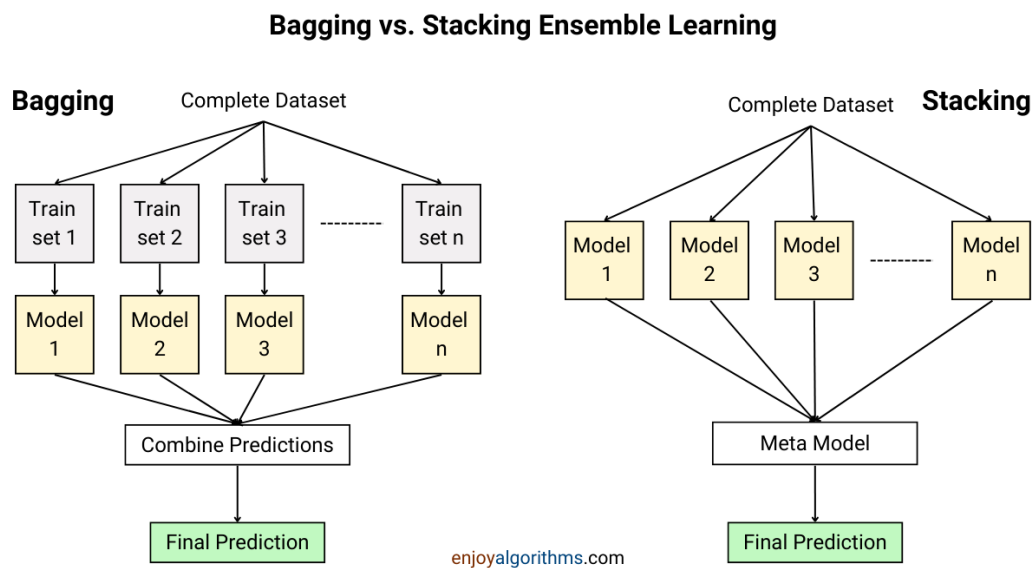 Bagging vs. Stacking Ensemble Learning
Bagging
Complete Dataset
Train
set 1
Train
set 2
Train
set 3
Train
set n
Model
1
Model
2
Model
3
Model
n
Combine Predictions
Final Prediction
Complete Dataset
Stacking
Model
1
Model
2
Model
3
Model
n
Meta Model
Final Prediction
enjoyalgorithms.com